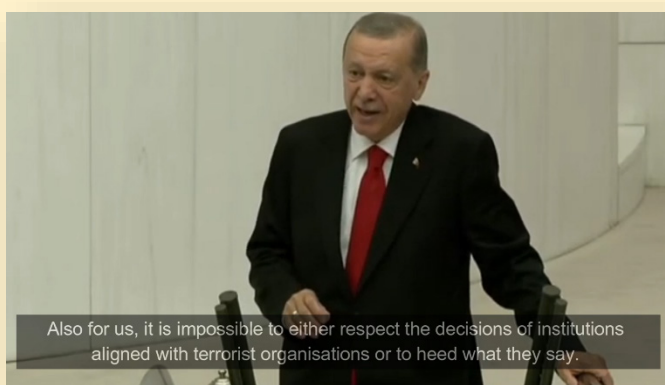 Also for us, it is impossible to either respect the decisions of institutions
aligned with terrorist organisations or to heed what they say.